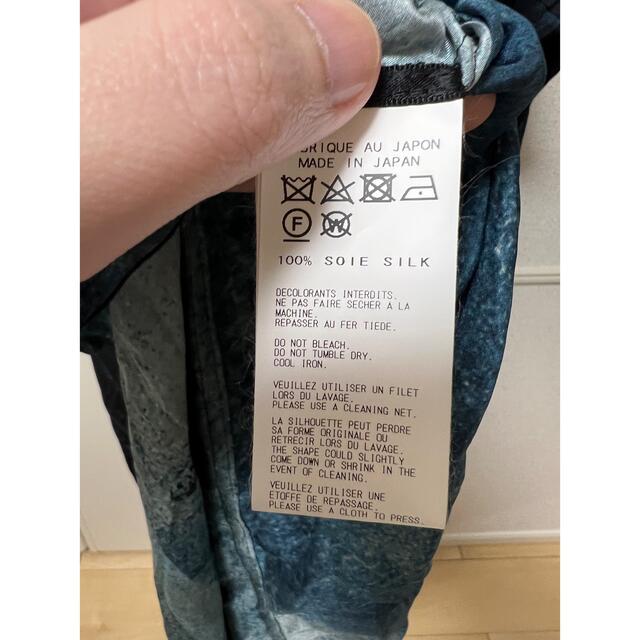 AU JAPON
MADE IN JAPAN
F
W
100% SOIE SILK
DECOLORANTS INTERDITS.
NE PAS FAIRE SECHER A LA
MACHINE.
REPASSER AU FER TIEDE.
DO NOT BLEACH.
DO NOT TUMBLE DRY.
COOL IRON.
VEUILLEZ UTILISER UN FILET
LORS DU LAVAGE.
PLEASE USE A CLEANING NET.
LA SILHOUETTE PEUT PERDRE
SA FORME ORIGINALE OU
RETRECIR LORS DU LAVAGE.
THE SHAPE COULD SLIGHTLY
COME DOWN OR SHRINK IN THE
EVENT OF CLEANING.
VEUILLEZ UTILISER UNE
ETOFFE DE REPASSAGE.
PLEASE USE A CLOTH TO PRESS.